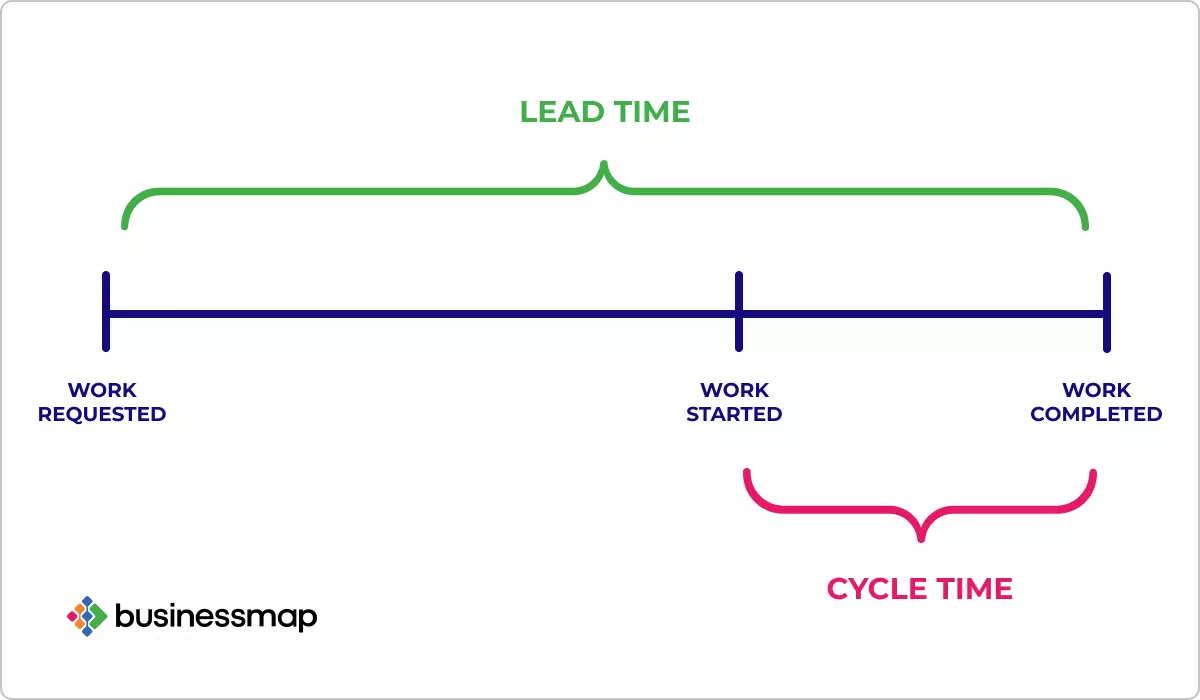 LEAD TIME
WORK
REQUESTED
WORK
STARTED
WORK
COMPLETED
CYCLE TIME
businessmap